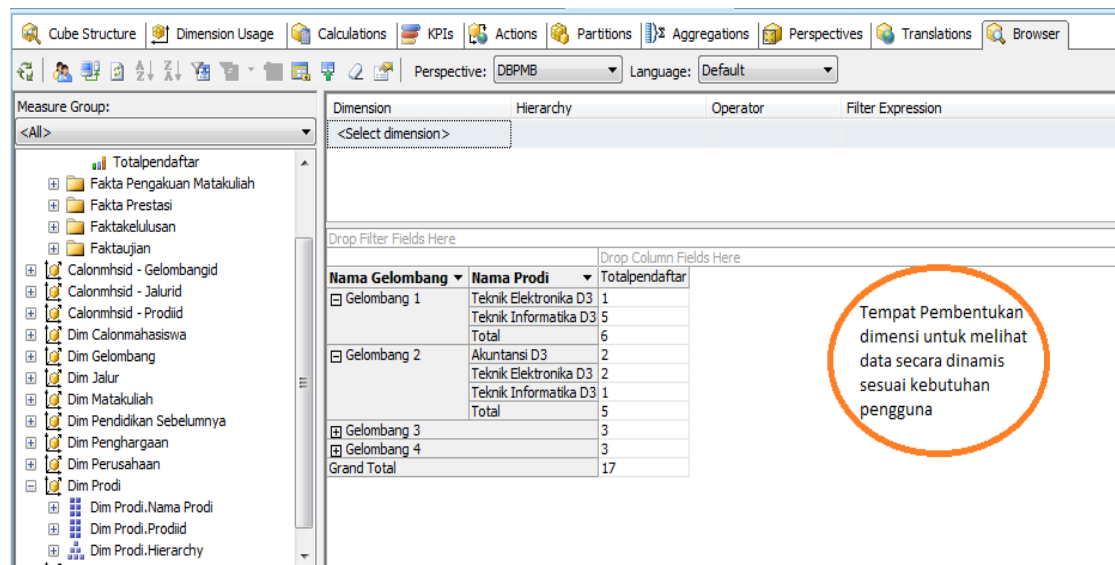 Cube Structure Dimension Usage Calculations KPIs Actions Partitions Aggregations Perspectives Translations Browser
Perspective: DBPMB Language: Default
Measure Group:
<All>
Totalpendaftar
Fakta Pengakuan Matakuliah
Fakta Prestasi
Faktakelulusan
Faktaujian
Calonmhsid - Gelombangid
Calonmhsid - Jalurid
Calonmhsid - Prodiid
Dim Calonmahasiswa
Dim Gelombang
Dim Jalur
Dim Matakuliah
Dim Pendidikan Sebelumnya
Dim Penghargaan
Dim Perusahaan
Dim Prodi
Dim Prodi.Nama Prodi
Dim Prodi.Prodiid
Dim Prodi.Hierarchy
Dimension Hierarchy Operator Filter Expression
<Select dimension>
Drop Filter Fields Here
Drop Column Fields Here
Nama Gelombang Nama Prodi Totalpendaftar
Gelombang 1 Teknik Elektronika D3 1
Teknik Informatika D3 5
Total 6
Gelombang 2 Akuntansi D3 2
Teknik Elektronika D3 2
Teknik Informatika D3 1
Total 5
Gelombang 3 3
Gelombang 4 3
Grand Total 17
Tempat Pembentukan
dimensi untuk melihat
data secara dinamis
sesuai kebutuhan
pengguna